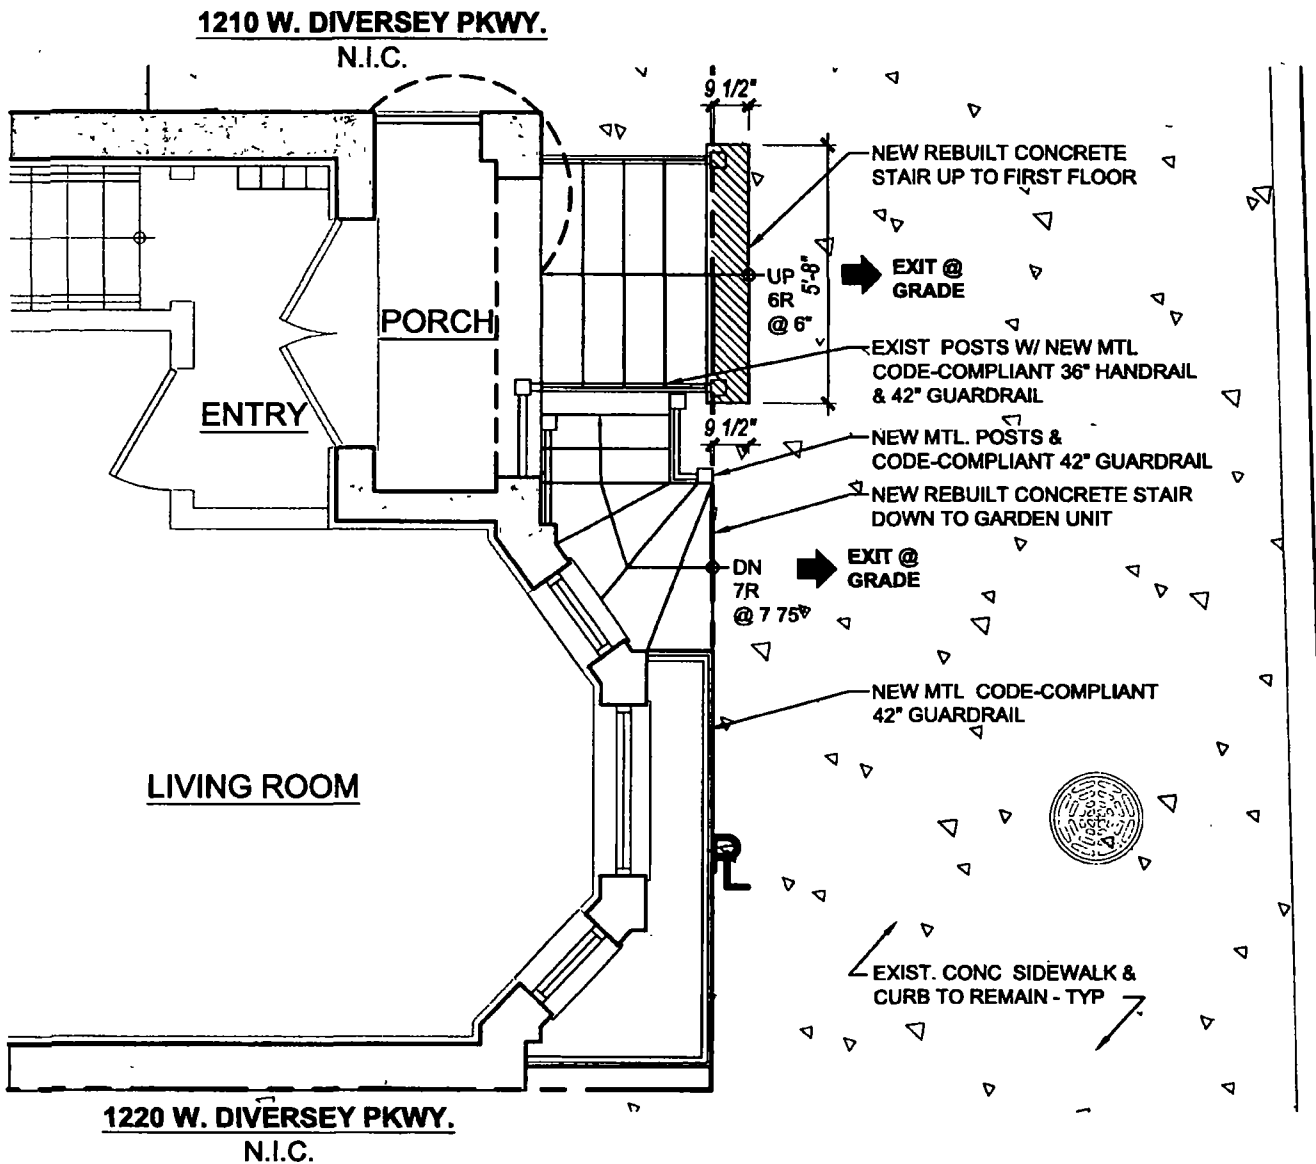 1210 W. DIVERSEY PKWY.
N.I.C.
9 1/2"
NEW REBUILT CONCRETE
STAIR UP TO FIRST FLOOR
UP
6R
@ 6"
5'-8"
EXIT @
GRADE
PORCH
EXIST POSTS W/ NEW MTL
CODE-COMPLIANT 36" HANDRAIL
& 42" GUARDRAIL
ENTRY
9 1/2"
NEW MTL. POSTS &
CODE-COMPLIANT 42" GUARDRAIL
NEW REBUILT CONCRETE STAIR
DOWN TO GARDEN UNIT
DN
7R
@ 7 75"
EXIT @
GRADE
NEW MTL CODE-COMPLIANT
42" GUARDRAIL
LIVING ROOM
EXIST. CONC SIDEWALK &
CURB TO REMAIN - TYP
1220 W. DIVERSEY PKWY.
N.I.C.